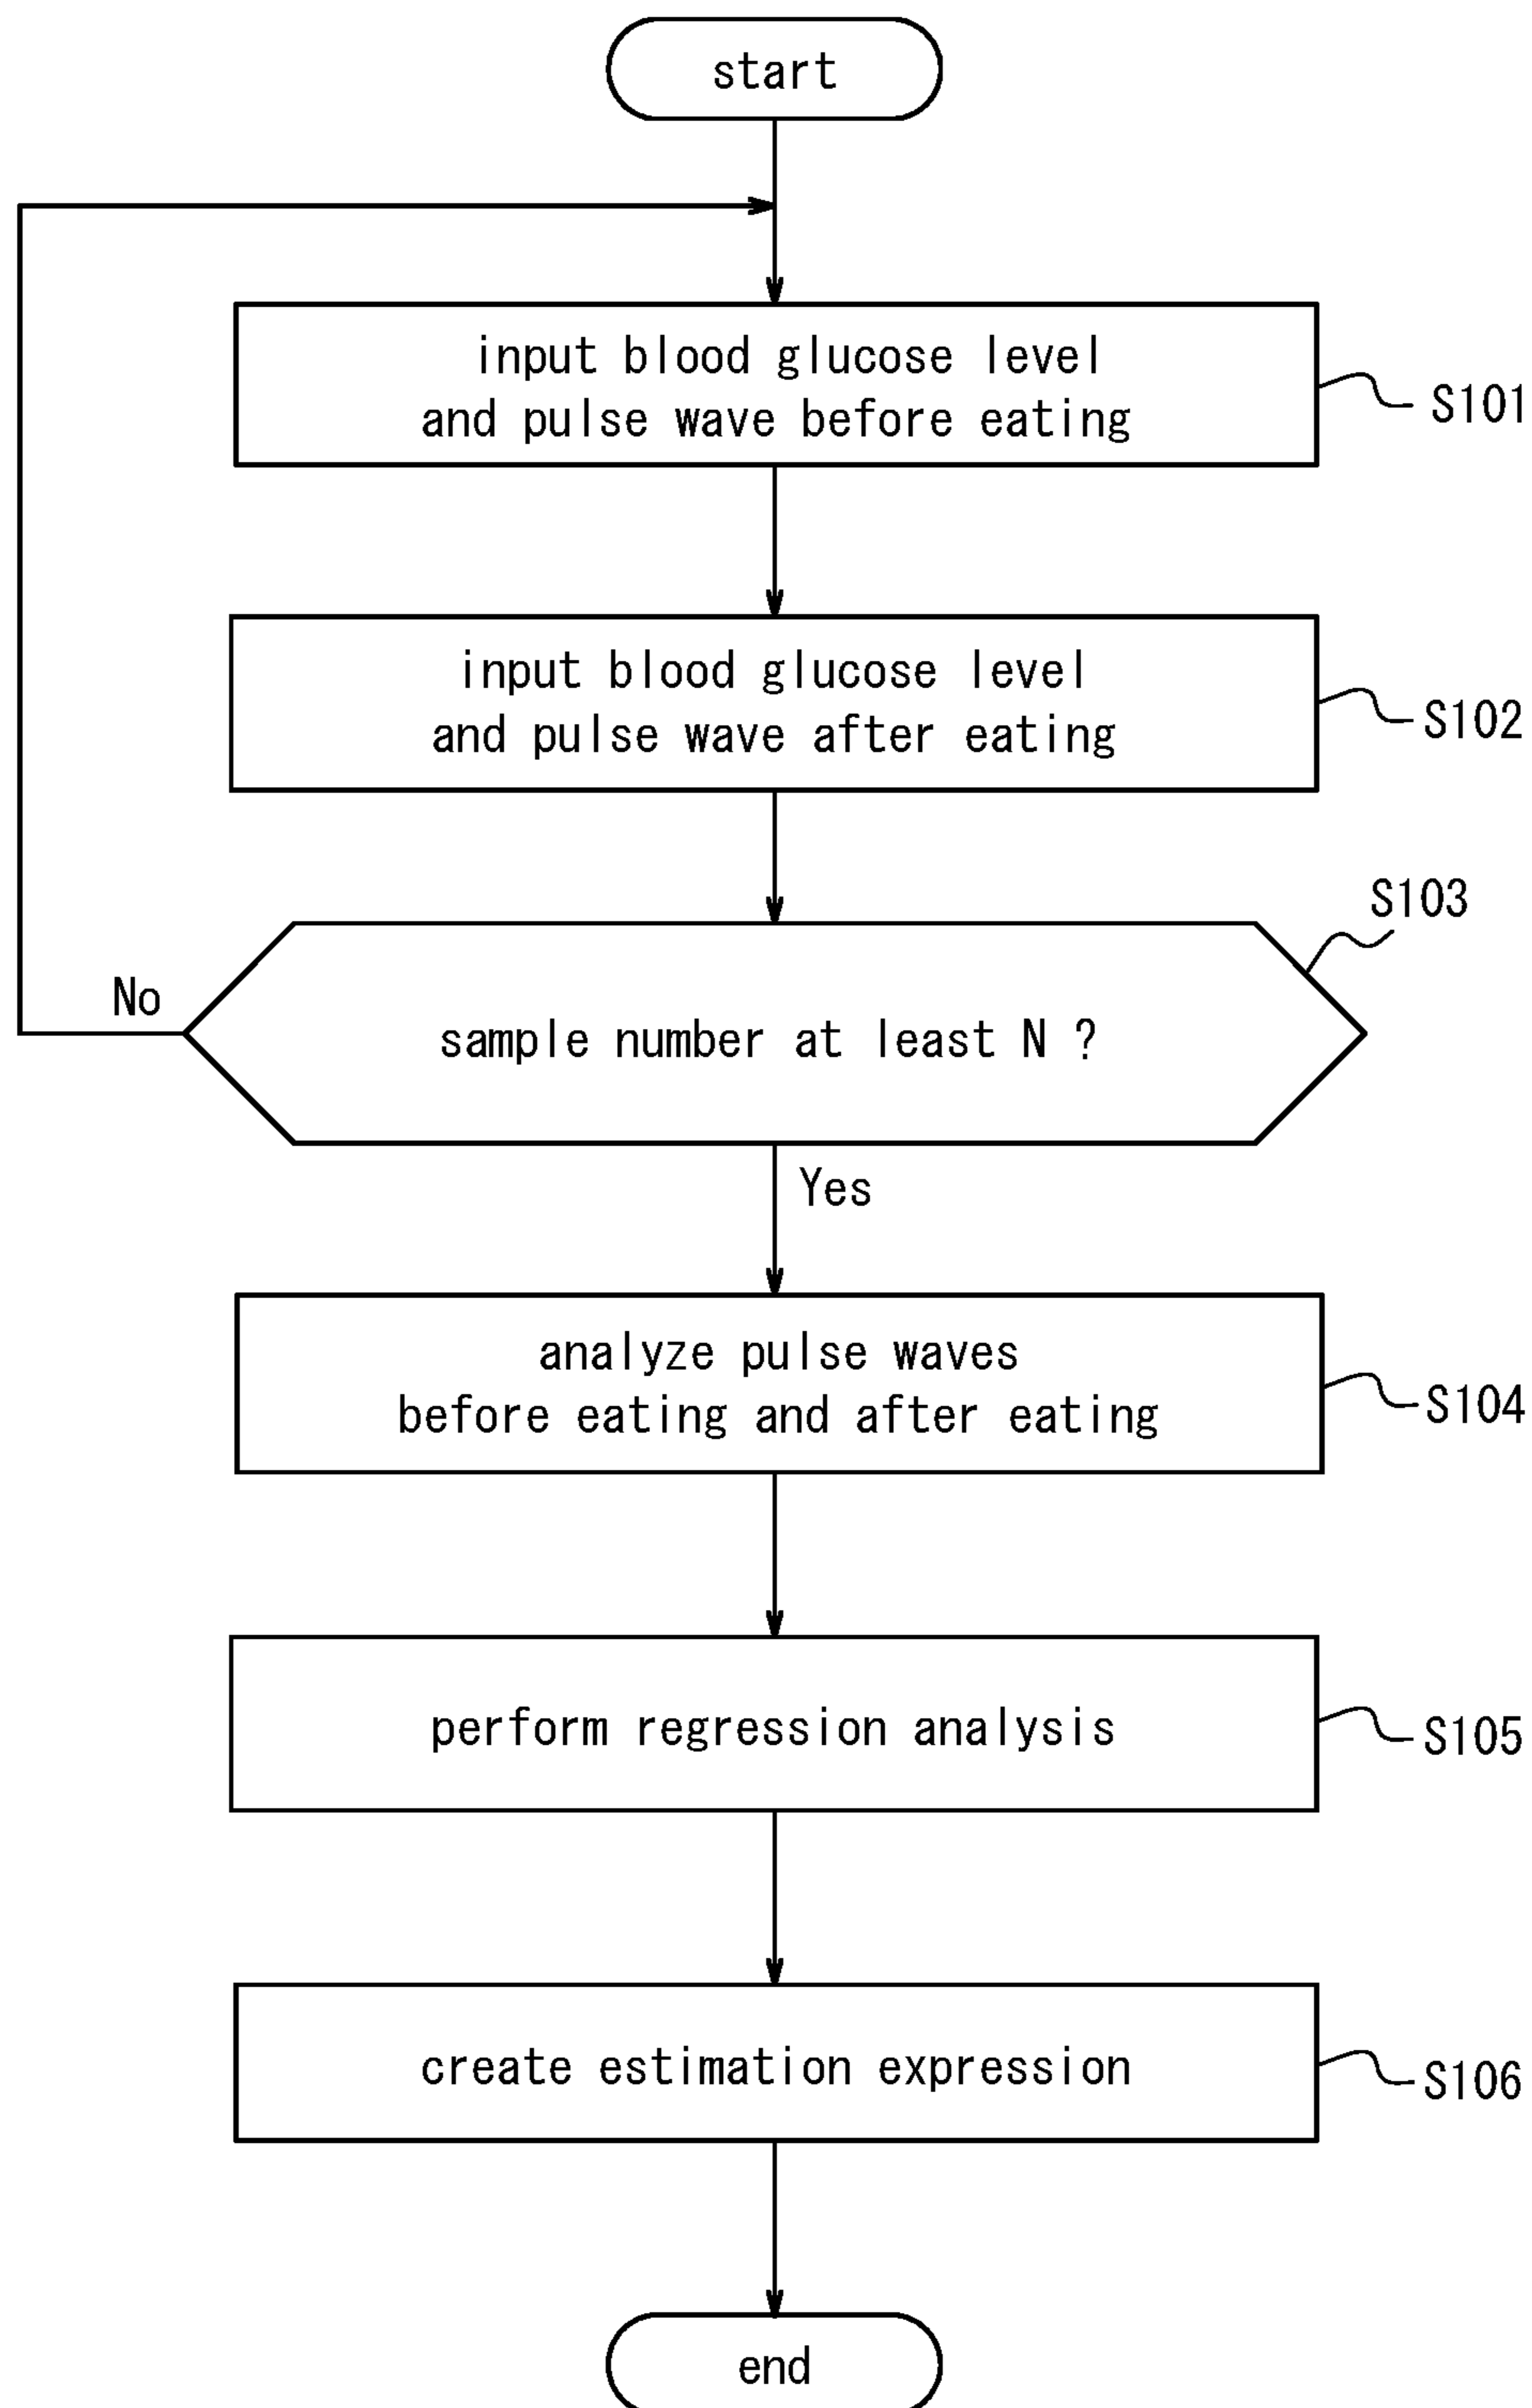 start
input blood glucose level
and pulse wave before eating
S101
input blood glucose level
and pulse wave after eating
S102
S103
No
sample number at least N ?
Yes
analyze pulse waves
before eating and after eating
S104
perform regression analysis
S105
create estimation expression
S106
end